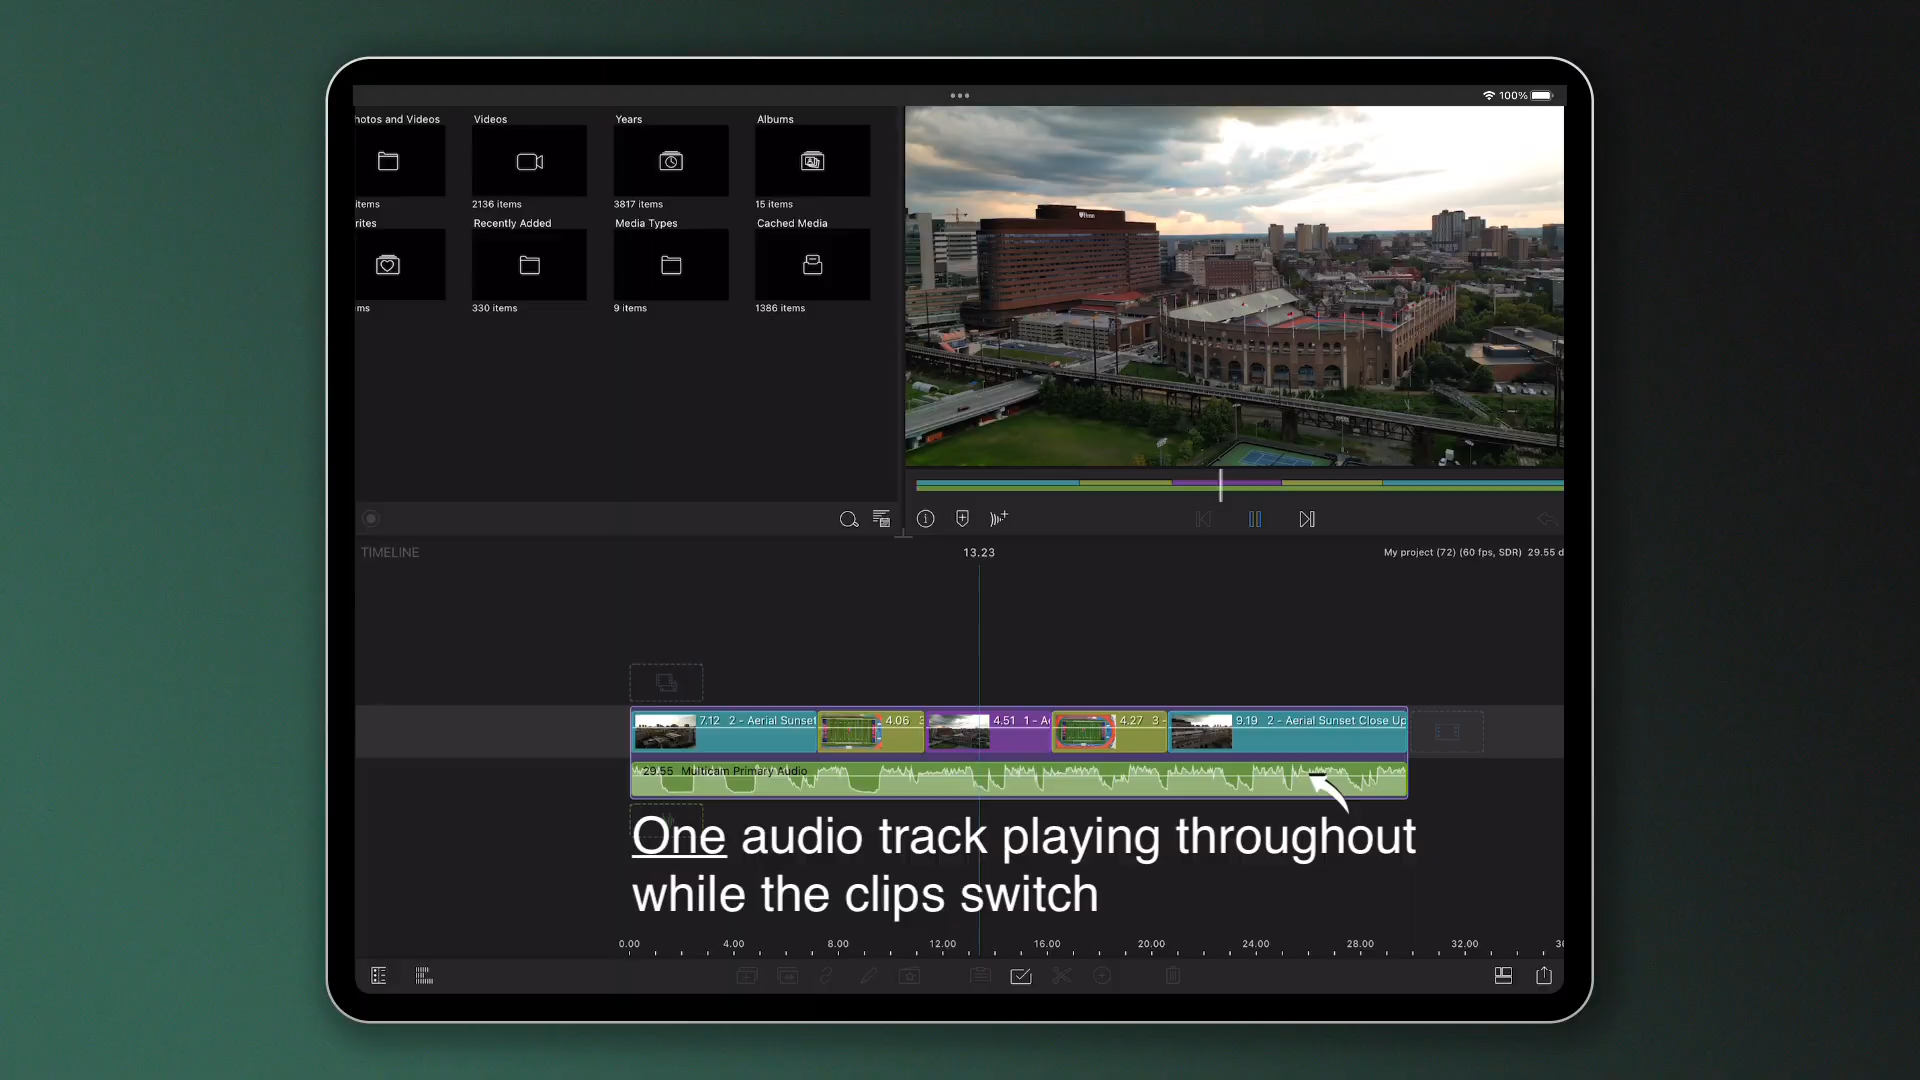 100%
hotos and Videos
Videos
Years
Albums
items
2136 items
3817 items
15 items
rites
Recently Added
Media Types
Cached Media
ms
330 items
9 items
1386 items
TIMELINE
13.23
My project (72) (60 fps, SDR) 29.55 d
7.12 2 - Aerial Sunset
4.06 3
4.51 1 - A
4.27 3 -
9.19 2 - Aerial Sunset Close Up
29.55 Multicam Primary Audio
One audio track playing throughout
while the clips switch
0.00 4.00 8.00 12.00 16.00 20.00 24.00 28.00 32.00 3